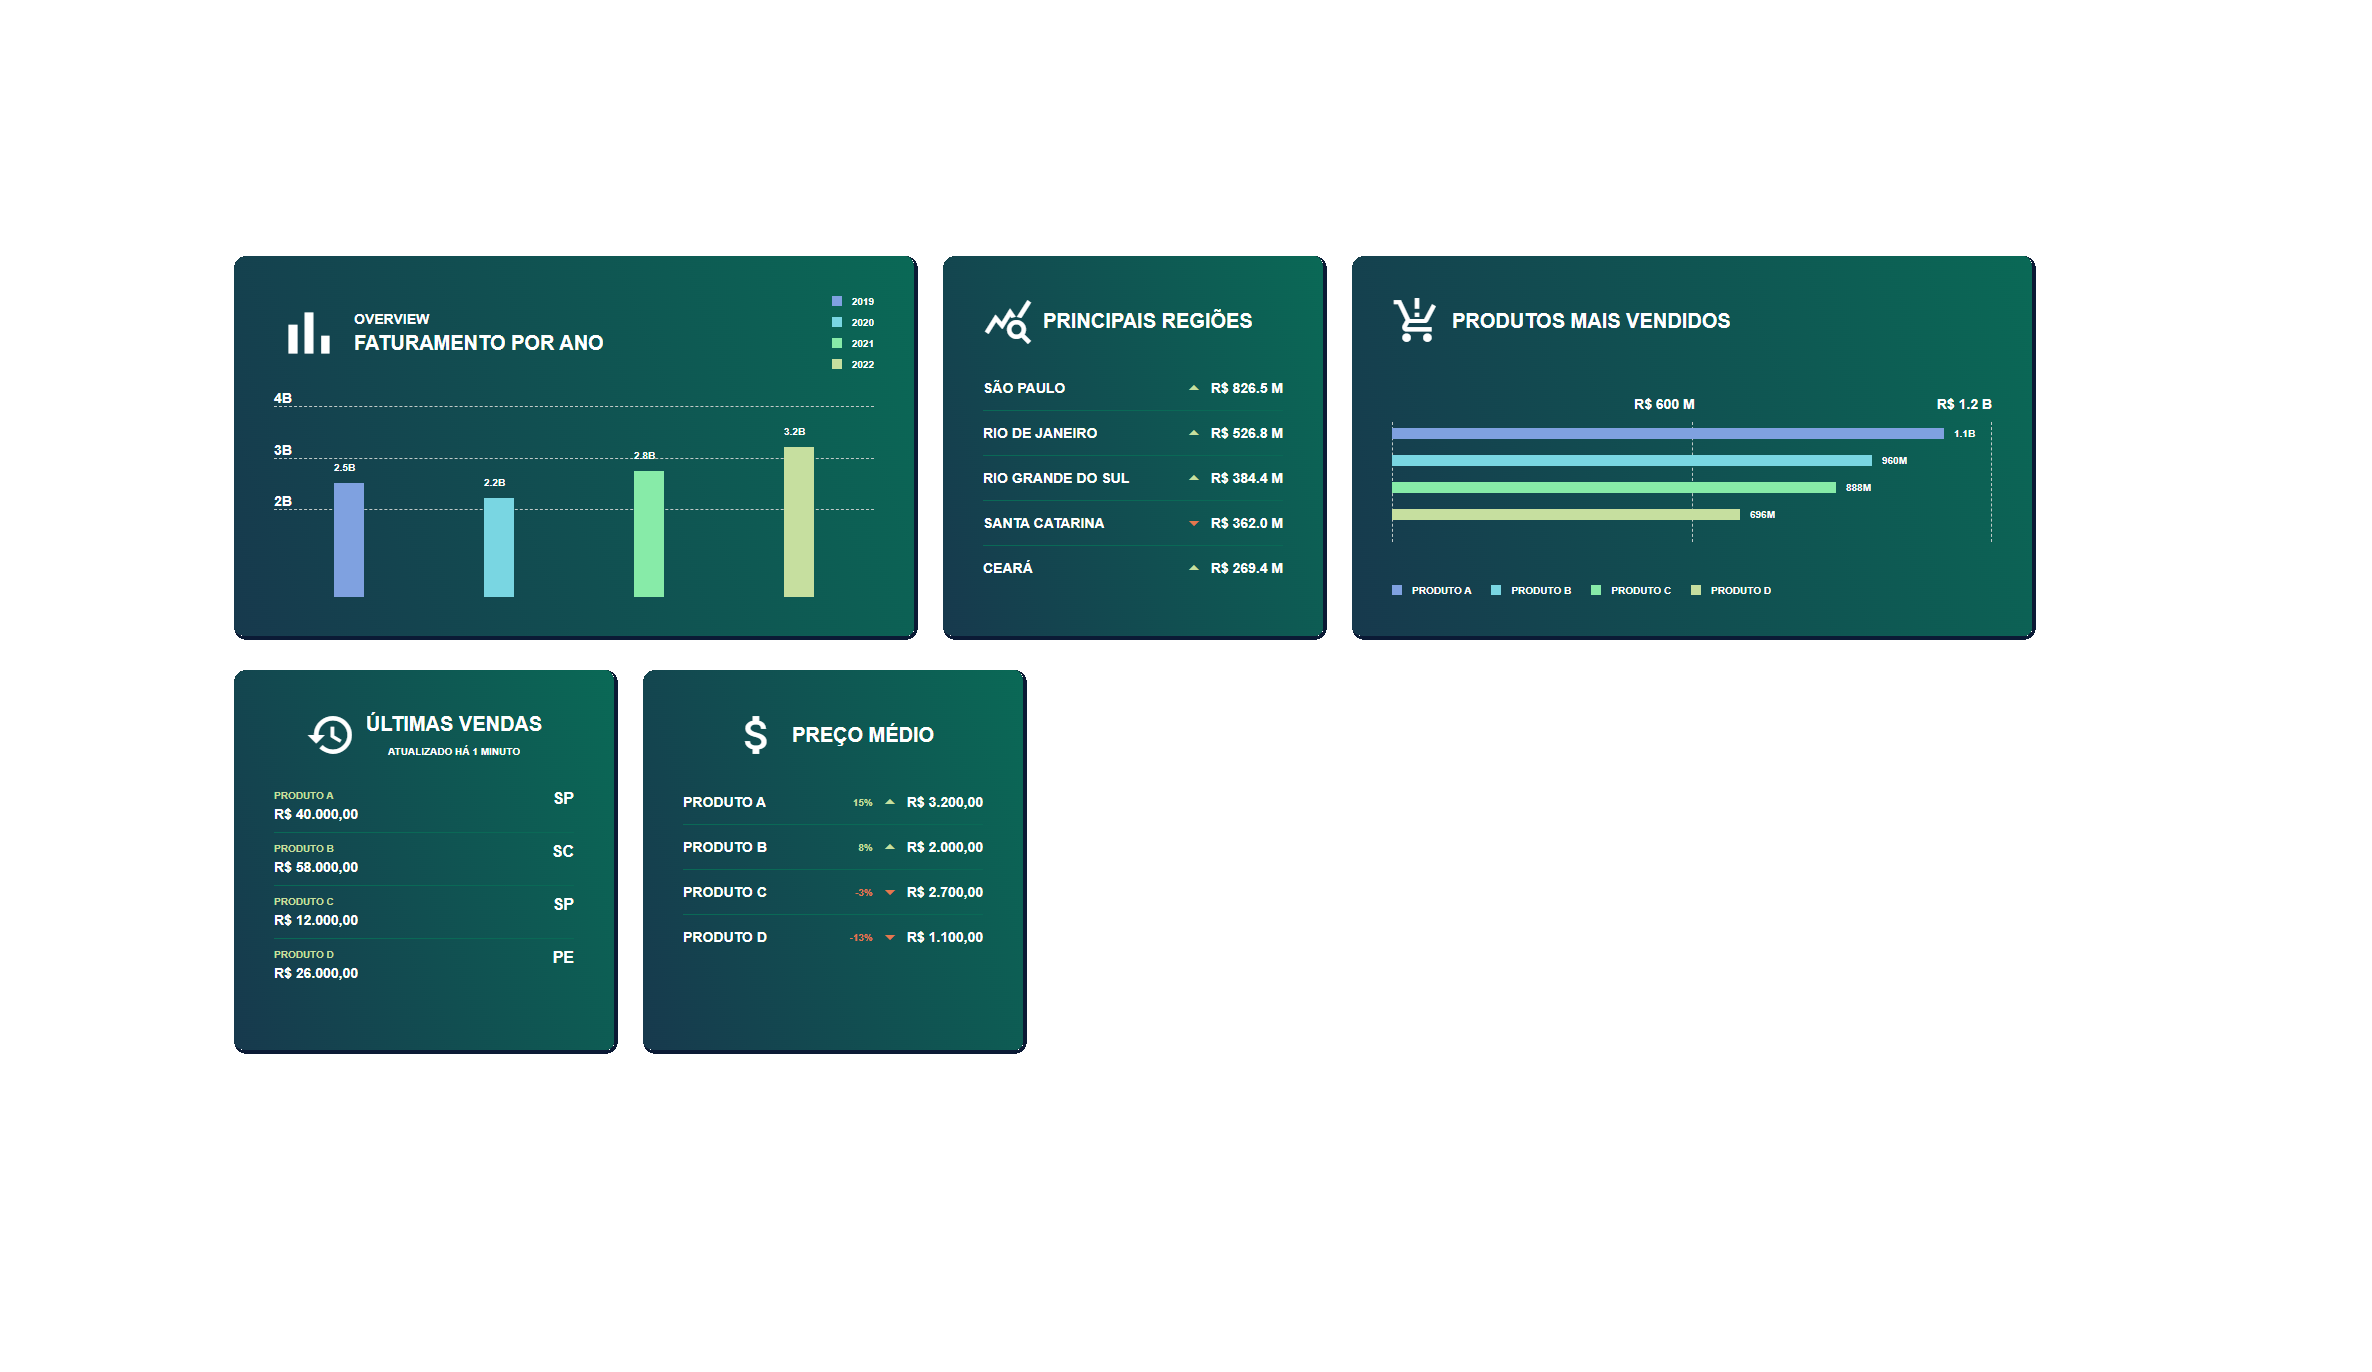 OVERVIEW
FATURAMENTO POR ANO
2019
2020
2021
2022
4B
3B
2B
2.5B
2.2B
2.8B
3.2B
PRINCIPAIS REGIÕES
SÃO PAULO R$ 826.5 M
RIO DE JANEIRO R$ 526.8 M
RIO GRANDE DO SUL R$ 384.4 M
SANTA CATARINA R$ 362.0 M
CEARÁ R$ 269.4 M
PRODUTOS MAIS VENDIDOS
R$ 600 M R$ 1.2 B
1.1B
960M
888M
696M
PRODUTO A PRODUTO B PRODUTO C PRODUTO D
ÚLTIMAS VENDAS
ATUALIZADO HÁ 1 MINUTO
PRODUTO A
R$ 40.000,00
SP
PRODUTO B
R$ 58.000,00
SC
PRODUTO C
R$ 12.000,00
SP
PRODUTO D
R$ 26.000,00
PE
PREÇO MÉDIO
PRODUTO A 15% R$ 3.200,00
PRODUTO B 8% R$ 2.000,00
PRODUTO C -3% R$ 2.700,00
PRODUTO D -13% R$ 1.100,00